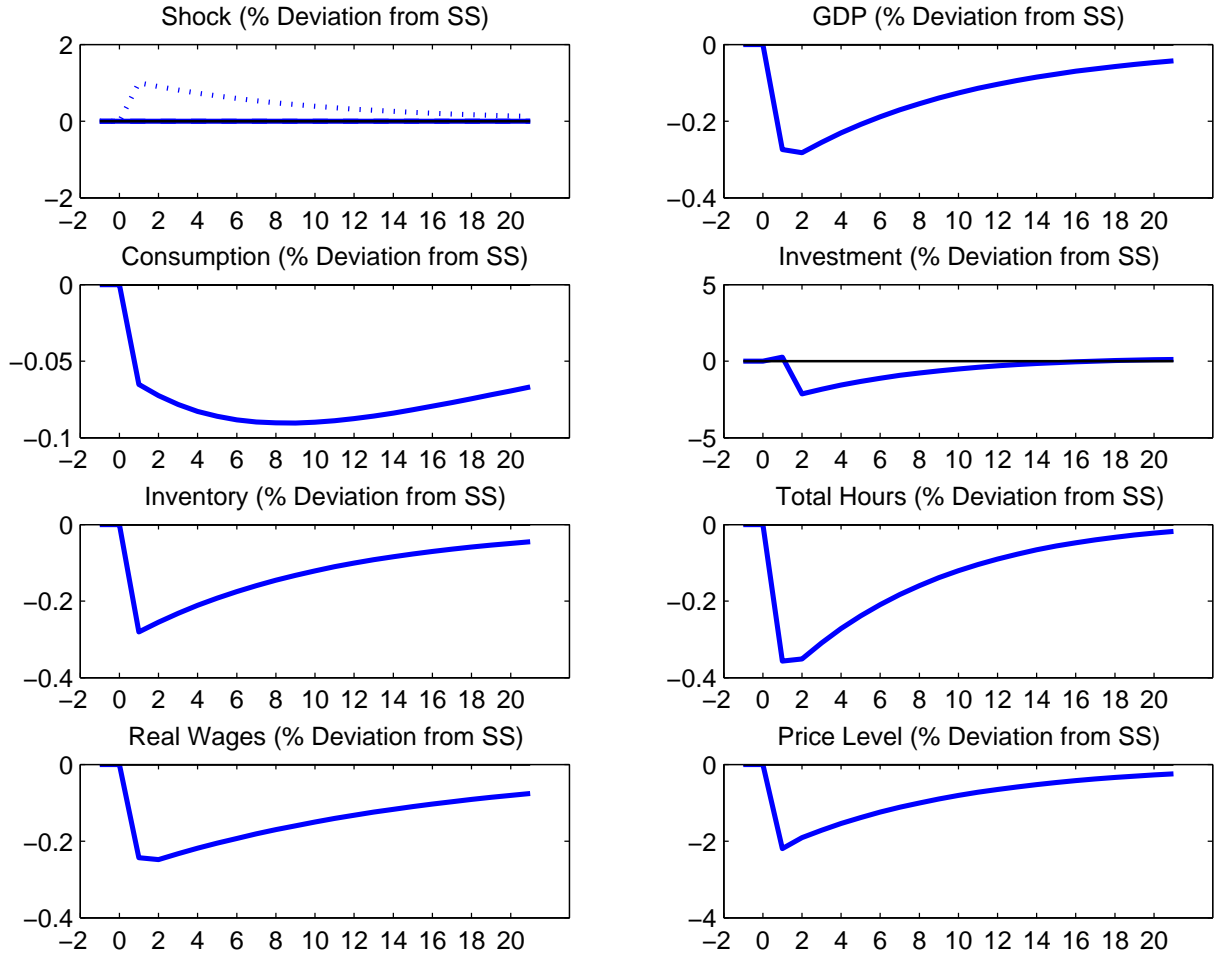 Shock (% Deviation from SS)
2
0
−2
−2 0 2 4 6 8 10 12 14 16 18 20
GDP (% Deviation from SS)
0
−0.2
−0.4
−2 0 2 4 6 8 10 12 14 16 18 20
Consumption (% Deviation from SS)
0
−0.05
−0.1
−2 0 2 4 6 8 10 12 14 16 18 20
Investment (% Deviation from SS)
5
0
−5
−2 0 2 4 6 8 10 12 14 16 18 20
Inventory (% Deviation from SS)
0
−0.2
−0.4
−2 0 2 4 6 8 10 12 14 16 18 20
Total Hours (% Deviation from SS)
0
−0.2
−0.4
−2 0 2 4 6 8 10 12 14 16 18 20
Real Wages (% Deviation from SS)
0
−0.2
−0.4
−2 0 2 4 6 8 10 12 14 16 18 20
Price Level (% Deviation from SS)
0
−2
−4
−2 0 2 4 6 8 10 12 14 16 18 20